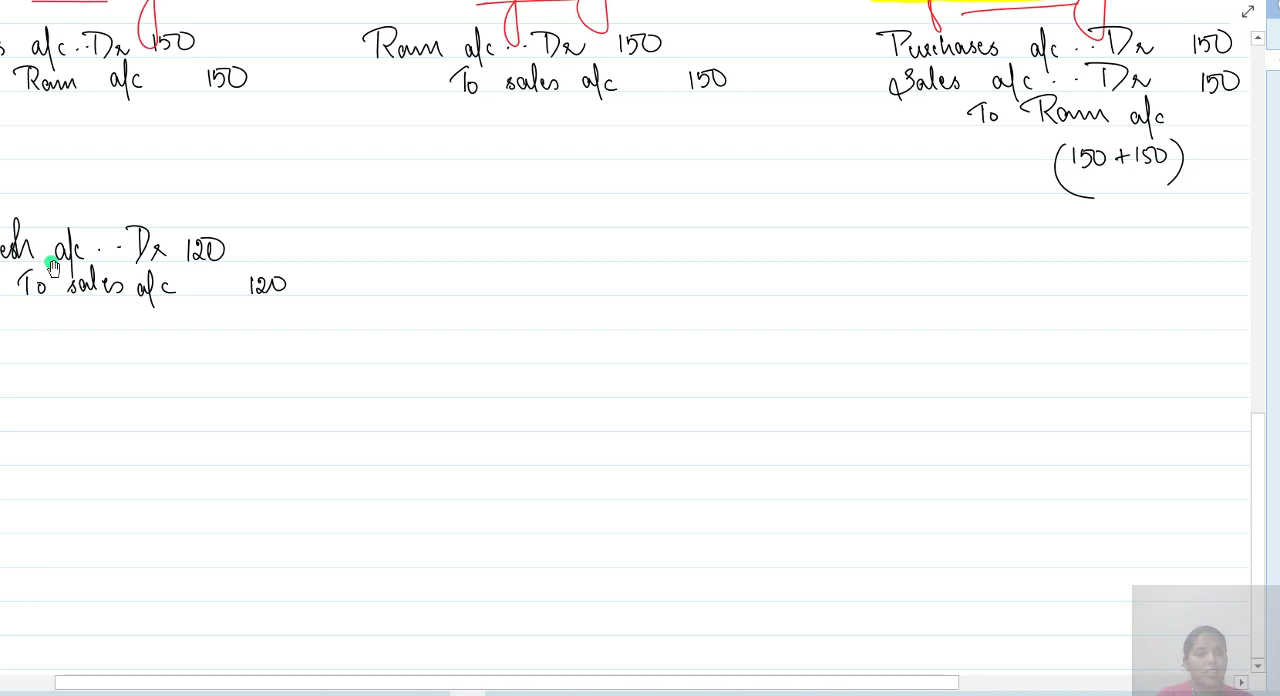 a/c ·· Dr 150
Ram a/c 150
Ram a/c ·· Dr 150
To sales a/c 150
Purchases a/c ·· Dr 150
Sales a/c ·· Dr 150
To Ram a/c
(150 + 150)
a/c ·· Dr 120
To sales a/c 120